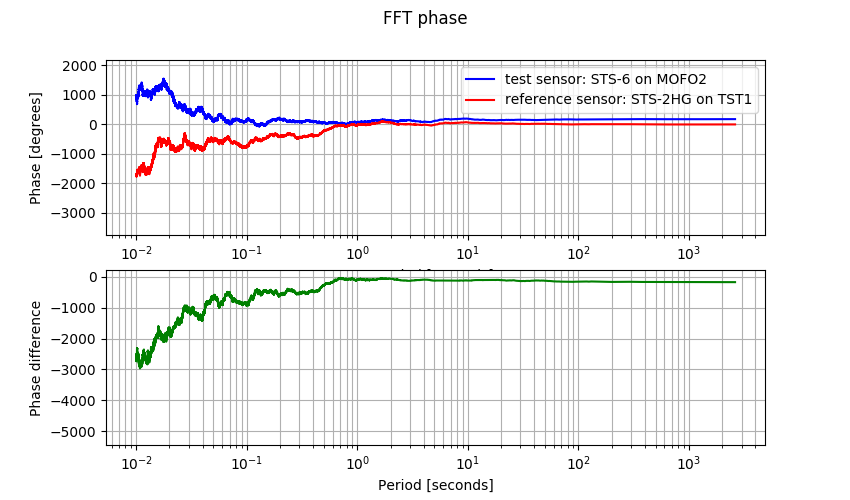 FFT phase
2000
1000
0
−1000
−2000
−3000
Phase [degrees]
test sensor: STS-6 on MOFO2
reference sensor: STS-2HG on TST1
10⁻² 10⁻¹ 10⁰ 10¹ 10² 10³
0
−1000
−2000
−3000
−4000
−5000
Phase difference
10⁻² 10⁻¹ 10⁰ 10¹ 10² 10³
Period [seconds]